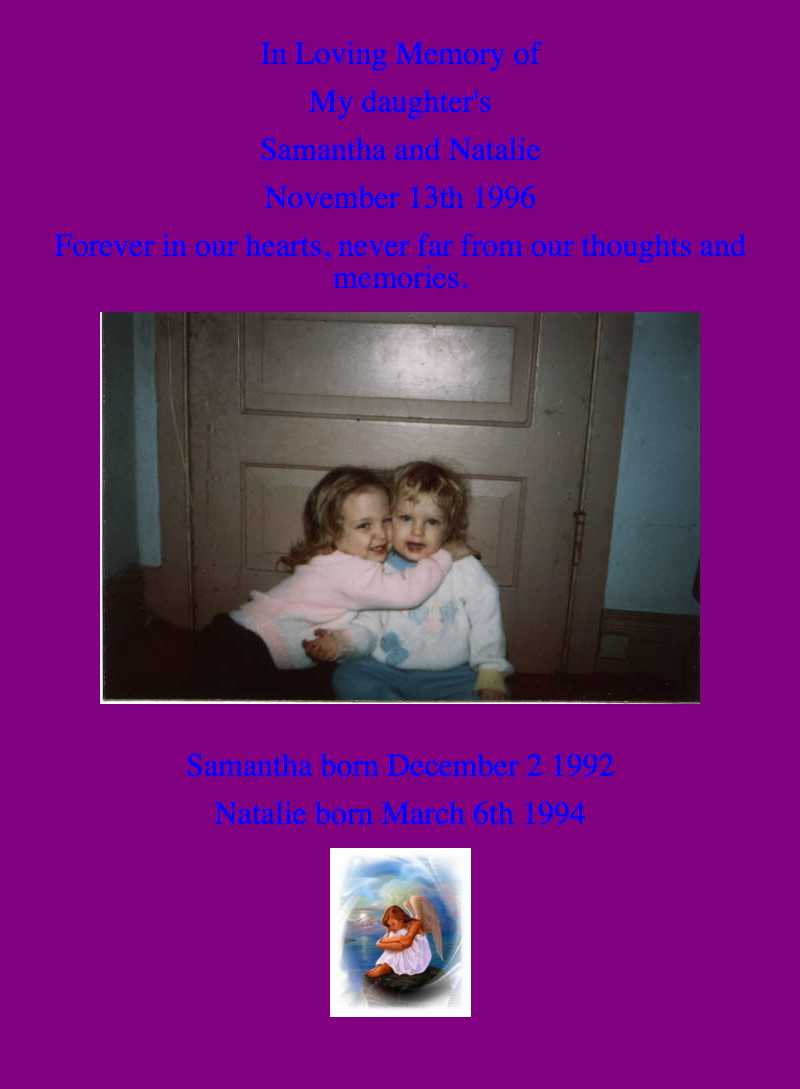 In Loving Memory of
My daughter's
Samantha and Natalie
November 13th 1996
Forever in our hearts, never far from our thoughts and
memories.
Samantha born December 2 1992
Natalie born March 6th 1994